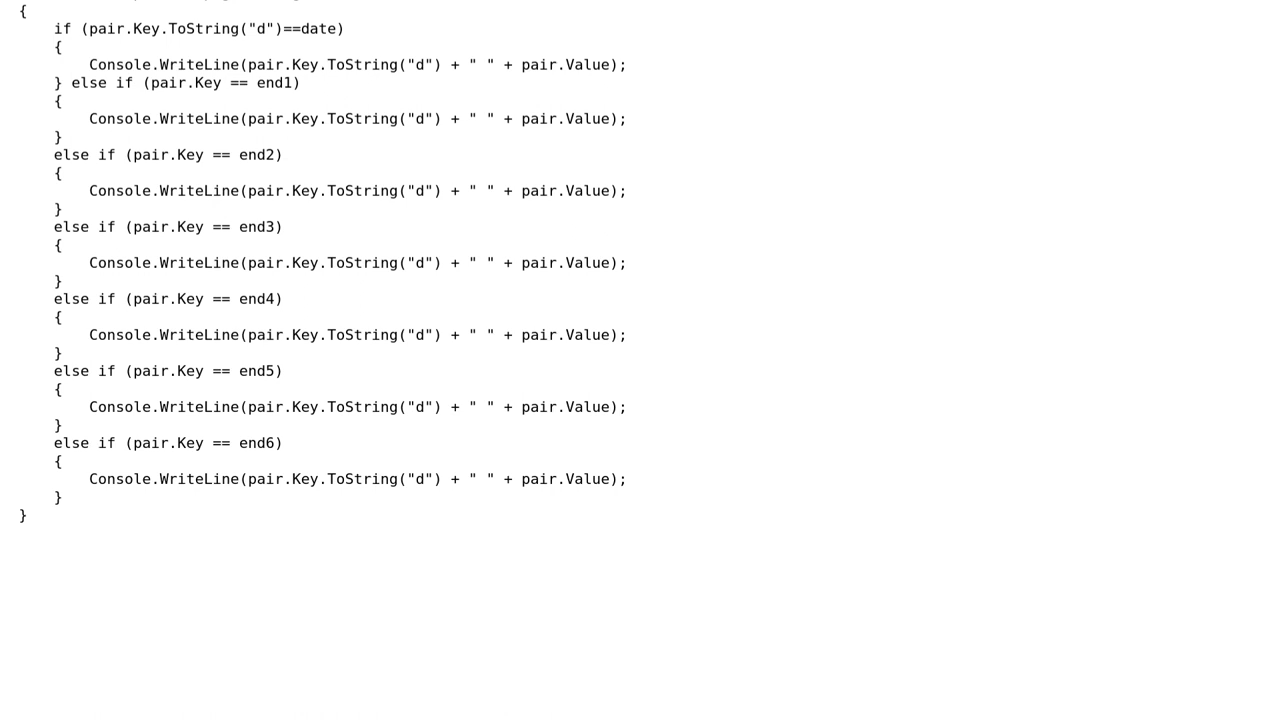 {
    if (pair.Key.ToString("d")==date)
    {
        Console.WriteLine(pair.Key.ToString("d") + " " + pair.Value);
    } else if (pair.Key == end1)
    {
        Console.WriteLine(pair.Key.ToString("d") + " " + pair.Value);
    }
    else if (pair.Key == end2)
    {
        Console.WriteLine(pair.Key.ToString("d") + " " + pair.Value);
    }
    else if (pair.Key == end3)
    {
        Console.WriteLine(pair.Key.ToString("d") + " " + pair.Value);
    }
    else if (pair.Key == end4)
    {
        Console.WriteLine(pair.Key.ToString("d") + " " + pair.Value);
    }
    else if (pair.Key == end5)
    {
        Console.WriteLine(pair.Key.ToString("d") + " " + pair.Value);
    }
    else if (pair.Key == end6)
    {
        Console.WriteLine(pair.Key.ToString("d") + " " + pair.Value);
    }
}